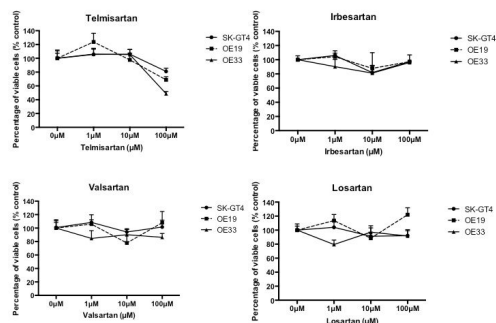 Telmisartan
Percentage of viable cells (% control)
140
120
100
80
60
40
20
0
0µM 1µM 10µM 100µM
Telmisartan (µM)
SK-GT4
OE19
OE33
Irbesartan
Percentage of viable cells (% control)
140
120
100
80
60
40
20
0
0µM 1µM 10µM 100µM
Irbesartan (µM)
SK-GT4
OE19
OE33
Valsartan
Percentage of viable cells (% control)
140
120
100
80
60
40
20
0
0µM 1µM 10µM 100µM
Valsartan (µM)
SK-GT4
OE19
OE33
Losartan
Percentage of viable cells (% control)
140
120
100
80
60
40
20
0
0µM 1µM 10µM 100µM
Losartan (µM)
SK-GT4
OE19
OE33